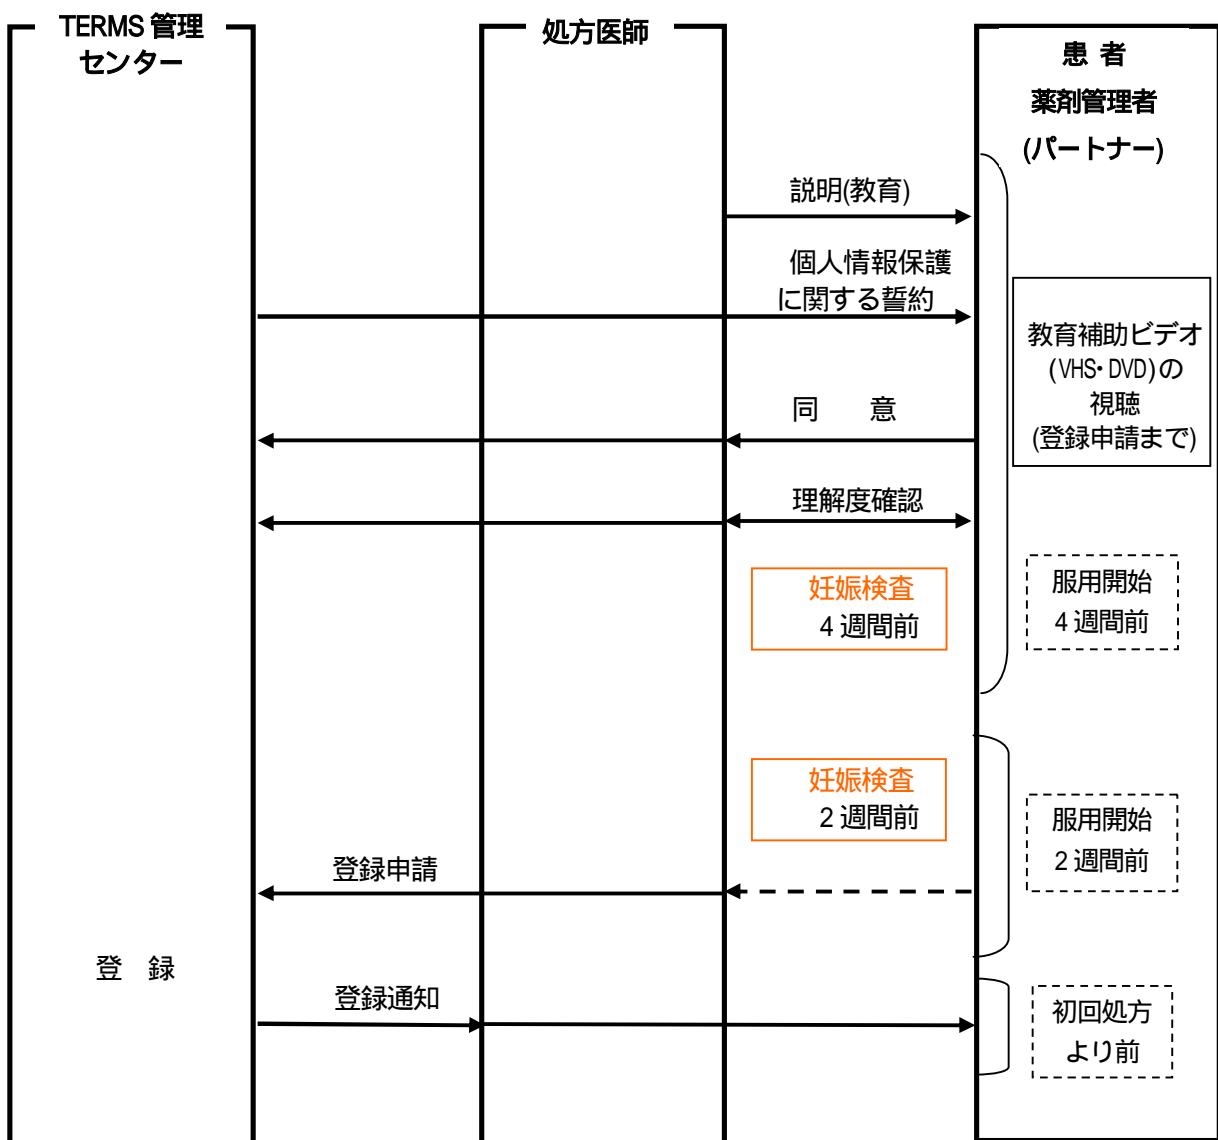 TERMS 管理
センター
処方医師
患 者
薬剤管理者
(パートナー)
説明(教育)
個人情報保護
に関する誓約
教育補助ビデオ
(VHS・DVD)の
視聴
(登録申請まで)
同 意
理解度確認
妊娠検査
4 週間前
服用開始
4 週間前
妊娠検査
2 週間前
服用開始
2 週間前
登録申請
登 録
登録通知
初回処方
より前